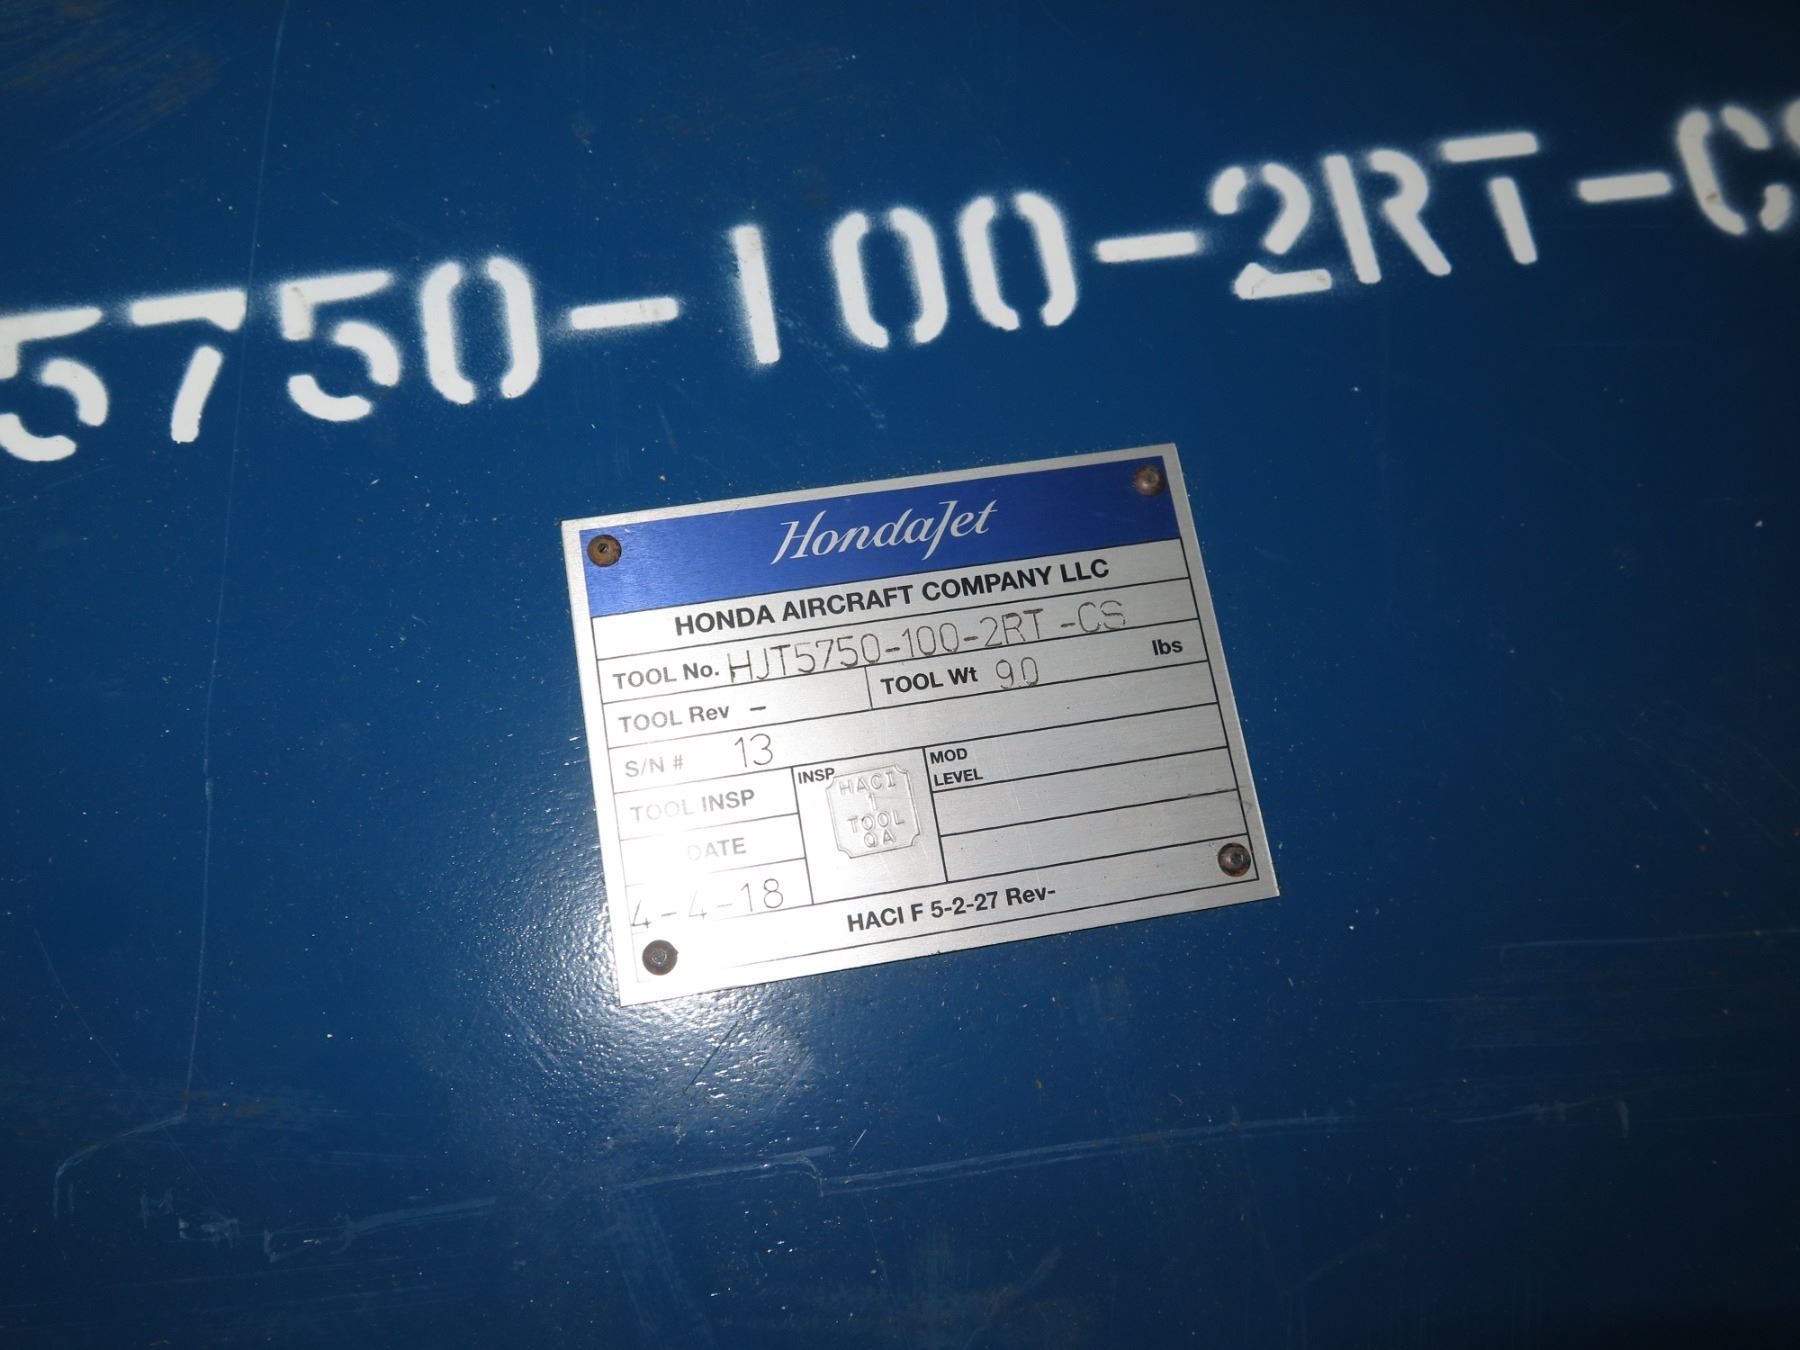 5750-100-2RT-CS
HondaJet
HONDA AIRCRAFT COMPANY LLC
TOOL No. HJT5750-100-2RT-CS
TOOL Rev - TOOL Wt 90 lbs
S/N # 13
TOOL INSP
DATE
4-4-18
INSP
HACI
1
TOOL
QA
MOD
LEVEL
HACI F 5-2-27 Rev-